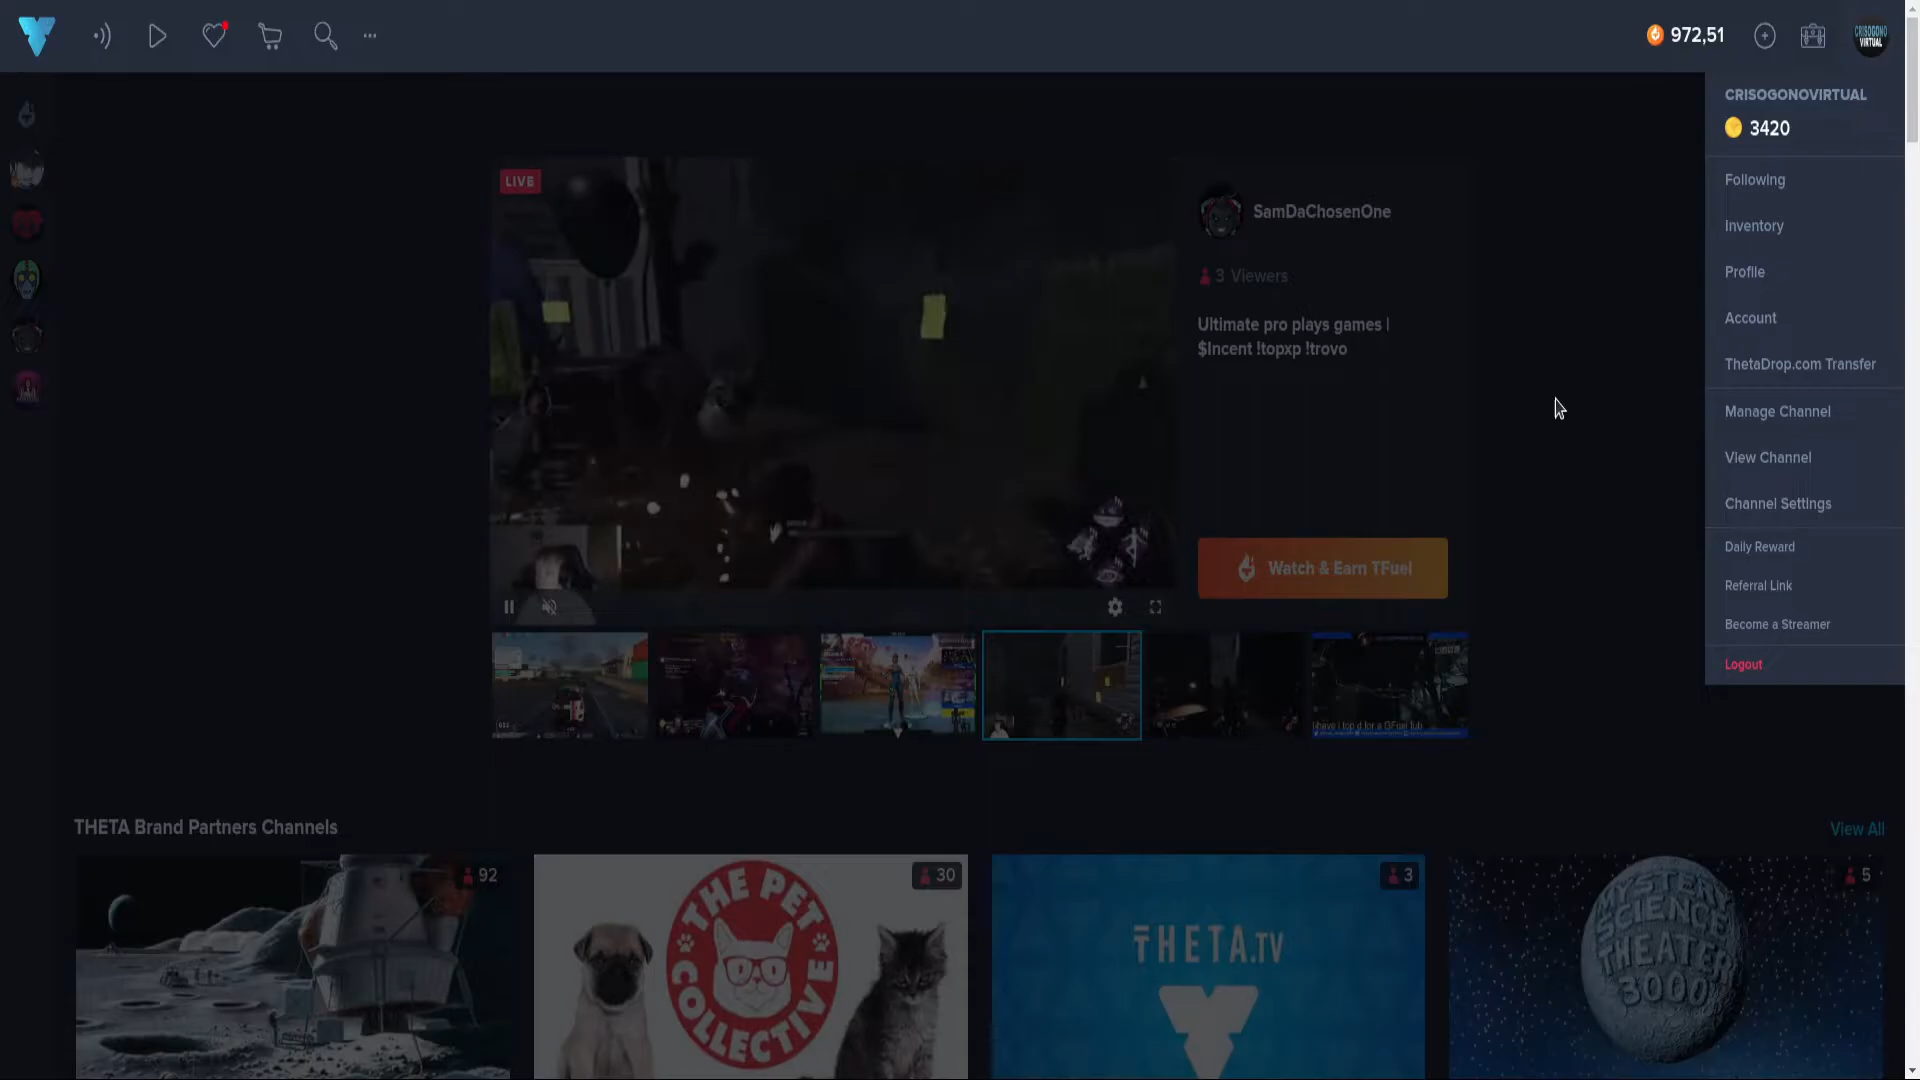 972,51
CRISOGONO
VIRTUAL
CRISOGONOVIRTUAL
3420
Following
Inventory
Profile
Account
ThetaDrop.com Transfer
Manage Channel
View Channel
Channel Settings
Daily Reward
Referral Link
Become a Streamer
Logout
LIVE
SamDaChosenOne
3 Viewers
Ultimate pro plays games |
$Incent !topxp !trovo
Watch & Earn TFuel
THETA Brand Partners Channels
View All
92
30
THE PET
COLLECTIVE
3
THETA.TV
5
MYSTERY
SCIENCE
THEATER
3000